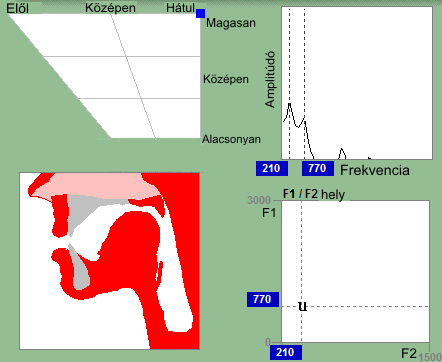 Elől Középen Hátul
Magasan
Középen
Alacsonyan
Amplitúdó
210 770 Frekvencia
F1 / F2 hely
3000
F1
770
u
0
210
F2
1500